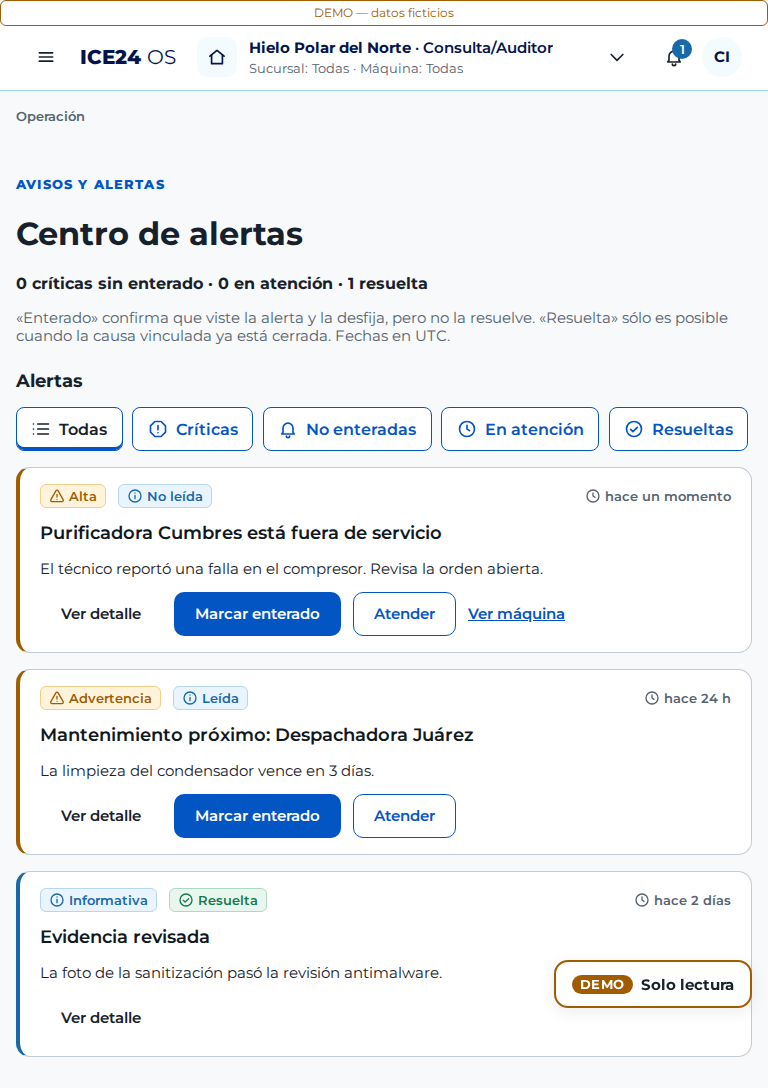 DEMO — datos ficticios
ICE24 OS
Hielo Polar del Norte · Consulta/Auditor
Sucursal: Todas · Máquina: Todas
1
CI
Operación
AVISOS Y ALERTAS
Centro de alertas
0 críticas sin enterado · 0 en atención · 1 resuelta
«Enterado» confirma que viste la alerta y la desfija, pero no la resuelve. «Resuelta» sólo es posible
cuando la causa vinculada ya está cerrada. Fechas en UTC.
Alertas
Todas Críticas No enteradas En atención Resueltas
Alta No leída hace un momento
Purificadora Cumbres está fuera de servicio
El técnico reportó una falla en el compresor. Revisa la orden abierta.
Ver detalle Marcar enterado Atender Ver máquina
Advertencia Leída hace 24 h
Mantenimiento próximo: Despachadora Juárez
La limpieza del condensador vence en 3 días.
Ver detalle Marcar enterado Atender
Informativa Resuelta hace 2 días
Evidencia revisada
La foto de la sanitización pasó la revisión antimalware.
DEMO Solo lectura
Ver detalle